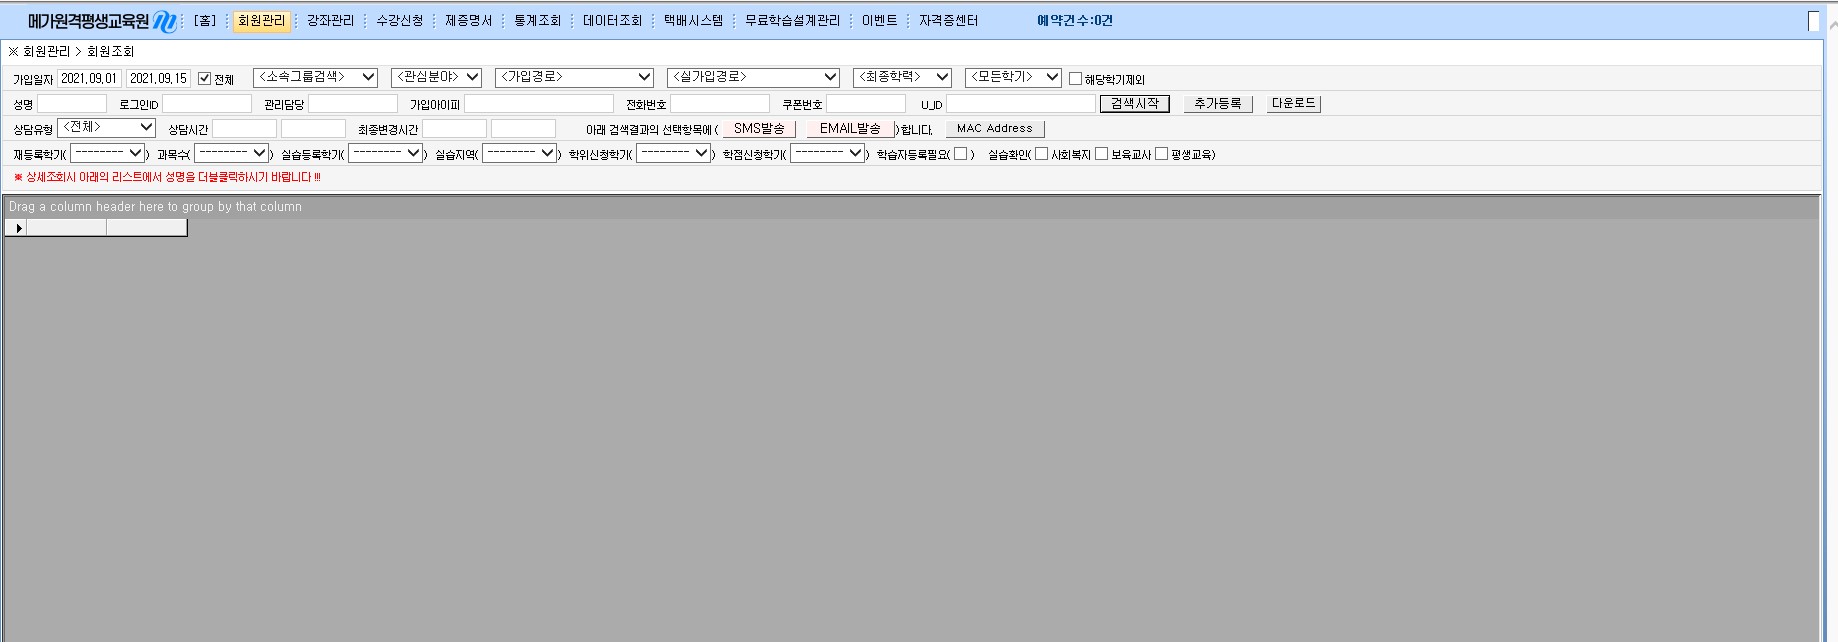 메가원격평생교육원 [홈] 회원관리 강좌관리 수강신청 제증명서 통계조회 데이터조회 택배시스템 무료학습설계관리 이벤트 자격증센터 예약건수:0건
※ 회원관리 > 회원조회
가입일자 2021.09.01 2021.09.15 전체 <소속그룹검색> <관심분야> <가입경로> <실가입경로> <최종학력> <모든학기> 해당학기제외
성명 로그인ID 관리담당 가입아이피 전화번호 쿠폰번호 U_ID 검색시작 추가등록 다운로드
상담유형 <전체> 상담시간 최종변경시간 아래 검색결과의 선택항목에 ( SMS발송 EMAIL발송 )합니다. MAC Address
재등록학기( -------- ) 과목수( -------- ) 실습등록학기( -------- ) 실습지역( -------- ) 학위신청학기( -------- ) 학점신청학기( -------- ) 학습자등록필요( ) 실습확인( 사회복지 보육교사 평생교육)
※ 상세조회시 아래의 리스트에서 성명을 더블클릭하시기 바랍니다 !!!
Drag a column header here to group by that column